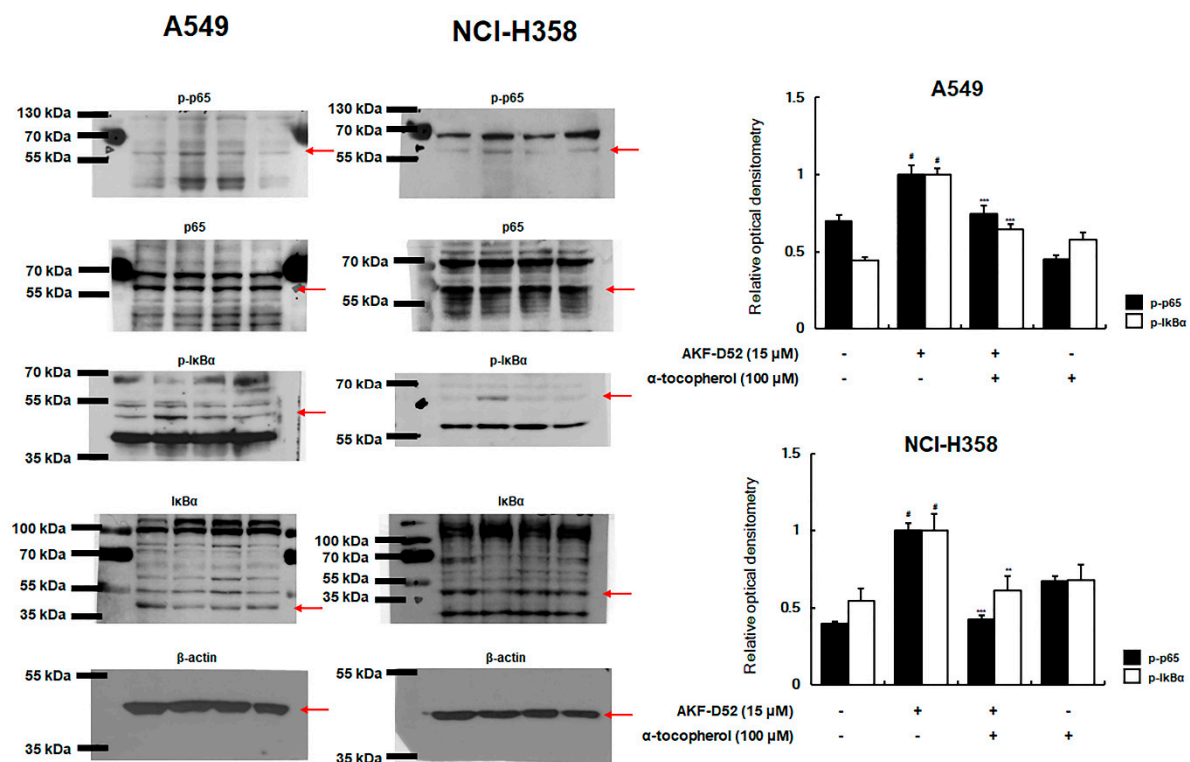 A549
NCI-H358
p-p65
130 kDa
70 kDa
55 kDa
p65
70 kDa
55 kDa
p-IκBα
70 kDa
55 kDa
35 kDa
IκBα
100 kDa
70 kDa
55 kDa
35 kDa
β-actin
55 kDa
35 kDa
p-p65
130 kDa
70 kDa
55 kDa
p65
70 kDa
55 kDa
p-IκBα
70 kDa
55 kDa
IκBα
100 kDa
70 kDa
55 kDa
35 kDa
β-actin
55 kDa
35 kDa
A549
Relative optical densitometry
1.5
1
0.5
0
# #
*** ***
p-p65
p-IκBα
AKF-D52 (15 μM) - + + -
α-tocopherol (100 μM) - - + +
NCI-H358
Relative optical densitometry
1.5
1
0.5
0
# #
*** **
p-p65
p-IκBα
AKF-D52 (15 μM) - + + -
α-tocopherol (100 μM) - - + +